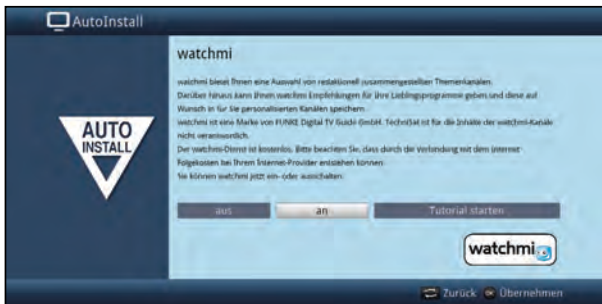 AutoInstall
watchmi
watchmi bietet Ihnen eine Auswahl von redaktionell zusammengestellten Themenkanälen.
Darüber hinaus kann Ihnen watchmi Empfehlungen für Ihre Lieblingsprogramme geben und diese auf
Wunsch in für Sie personalisierten Kanälen speichern.
watchmi ist eine Marke von FUNKE Digital TV Guide GmbH. TechniSat ist für die Inhalte der watchmi-Kanäle
nicht verantwortlich.
Der watchmi-Dienst ist kostenlos. Bitte beachten Sie, dass durch die Verbindung mit dem Internet
Folgekosten bei Ihrem Internet-Provider entstehen können.
Sie können watchmi jetzt ein- oder ausschalten.
AUTO
INSTALL
aus an Tutorial starten
watchmi
Zurück OK Übernehmen